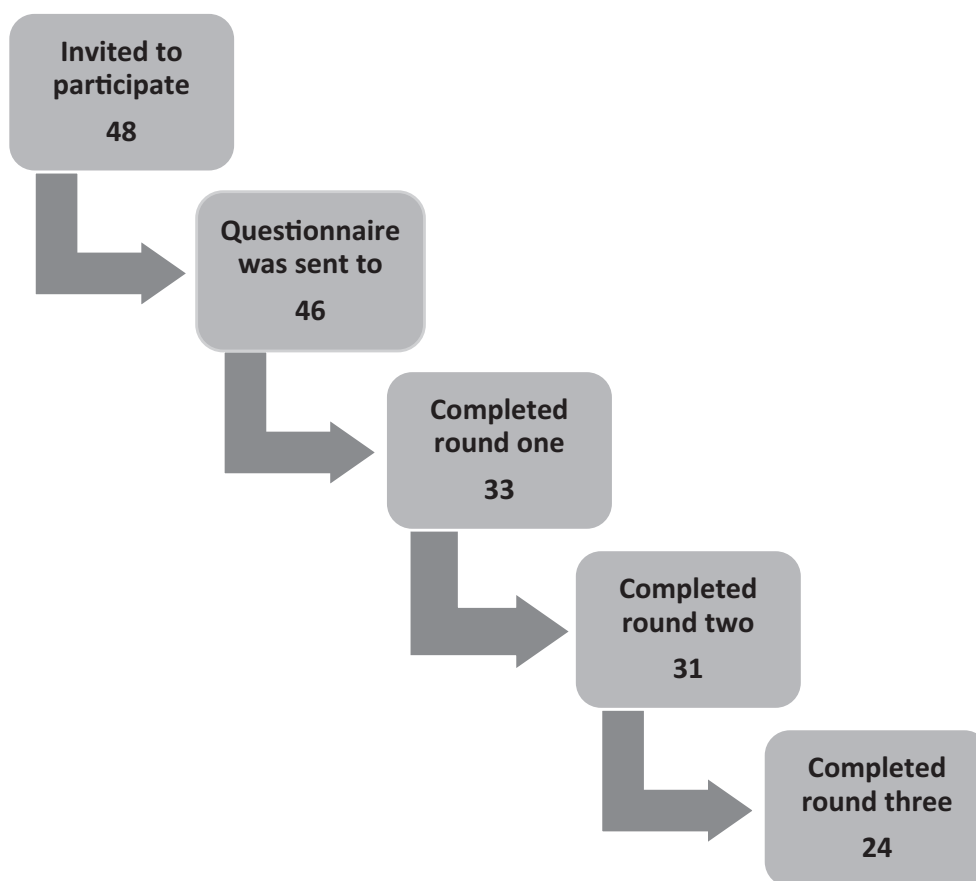 Invited to
participate
48
Questionnaire
was sent to
46
Completed
round one
33
Completed
round two
31
Completed
round three
24